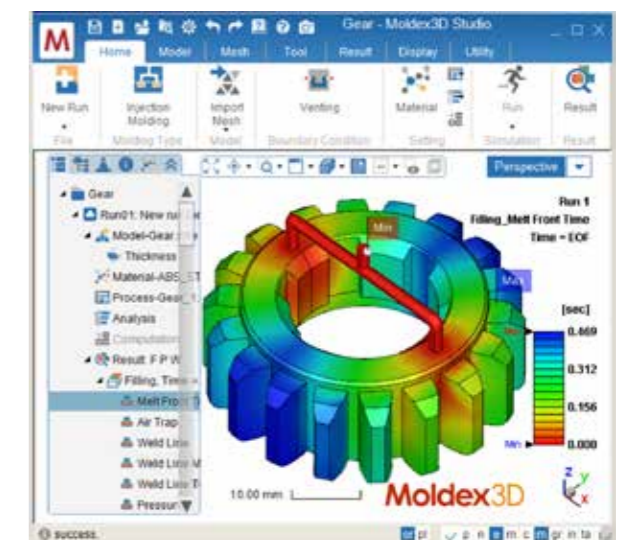 M
Gear - Moldex3D Studio
Home Model Mesh Tool Result Display Utility
New Run Injection Molding Import Mesh Venting Material Run Result
File Molding Type Model Boundary Condition Setting Simulation Result
Perspective
Gear
Run01: New
Model-Gear
Thickness
Material-ABS_ST
Process-Gear_1
Analysis
Computation
Result F P W
Filling, Time =
Melt Fro
Air Trap
Weld Line
Weld Line M
Weld Line T
Pressur
Run 1
Filling_Melt Front Time
Time = EOF
Min
Max
[sec]
0.469
0.312
0.156
Min 0.000
10.00 mm
Moldex3D
z
y
x
success.